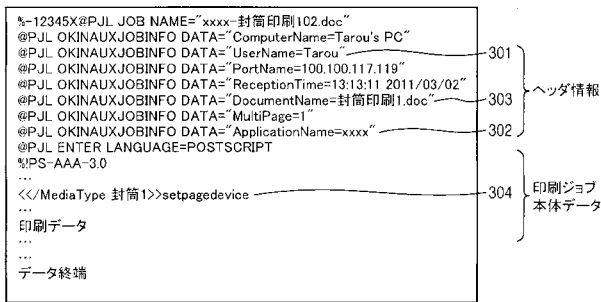 %-12345X@PJL JOB NAME="xxxx-封筒印刷102.doc"
@PJL OKINAUXJOBINFO DATA="ComputerName=Tarou's PC"
@PJL OKINAUXJOBINFO DATA="UserName=Tarou" 301
@PJL OKINAUXJOBINFO DATA="PortName=100.100.117.119"
@PJL OKINAUXJOBINFO DATA="ReceptionTime=13:13:11 2011/03/02"
@PJL OKINAUXJOBINFO DATA="DocumentName=封筒印刷1.doc" 303
ヘッダ情報
@PJL OKINAUXJOBINFO DATA="MultiPage=1"
@PJL OKINAUXJOBINFO DATA="ApplicationName=xxxx" 302
@PJL ENTER LANGUAGE=POSTSCRIPT
%!PS-AAA-3.0
...
<</MediaType 封筒1>>setpagedevice 304
印刷ジョブ
本体データ
...
印刷データ
...
...
データ終端